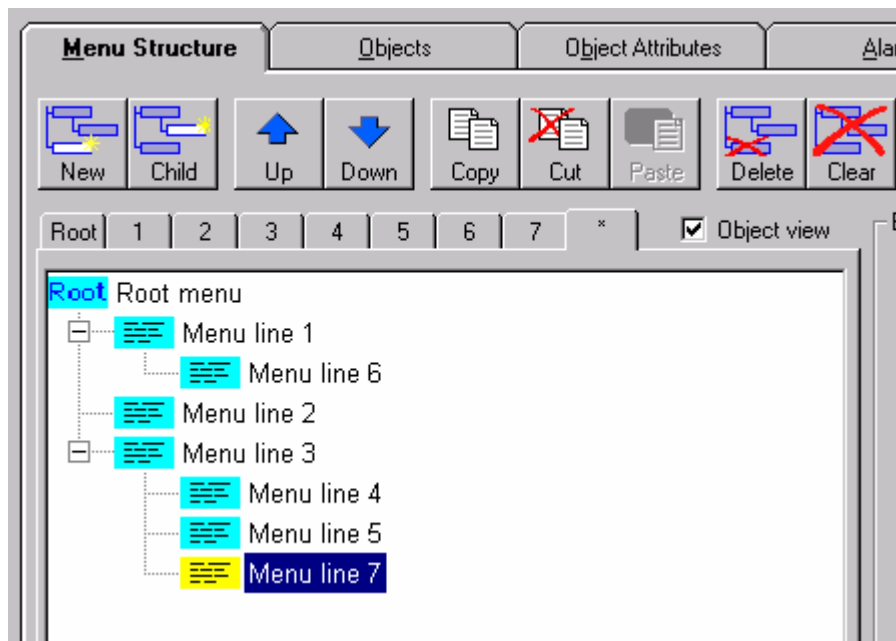 Menu Structure Objects Object Attributes Ala
New Child Up Down Copy Cut Paste Delete Clear
Root 1 2 3 4 5 6 7 * Object view
Root Root menu
Menu line 1
Menu line 6
Menu line 2
Menu line 3
Menu line 4
Menu line 5
Menu line 7